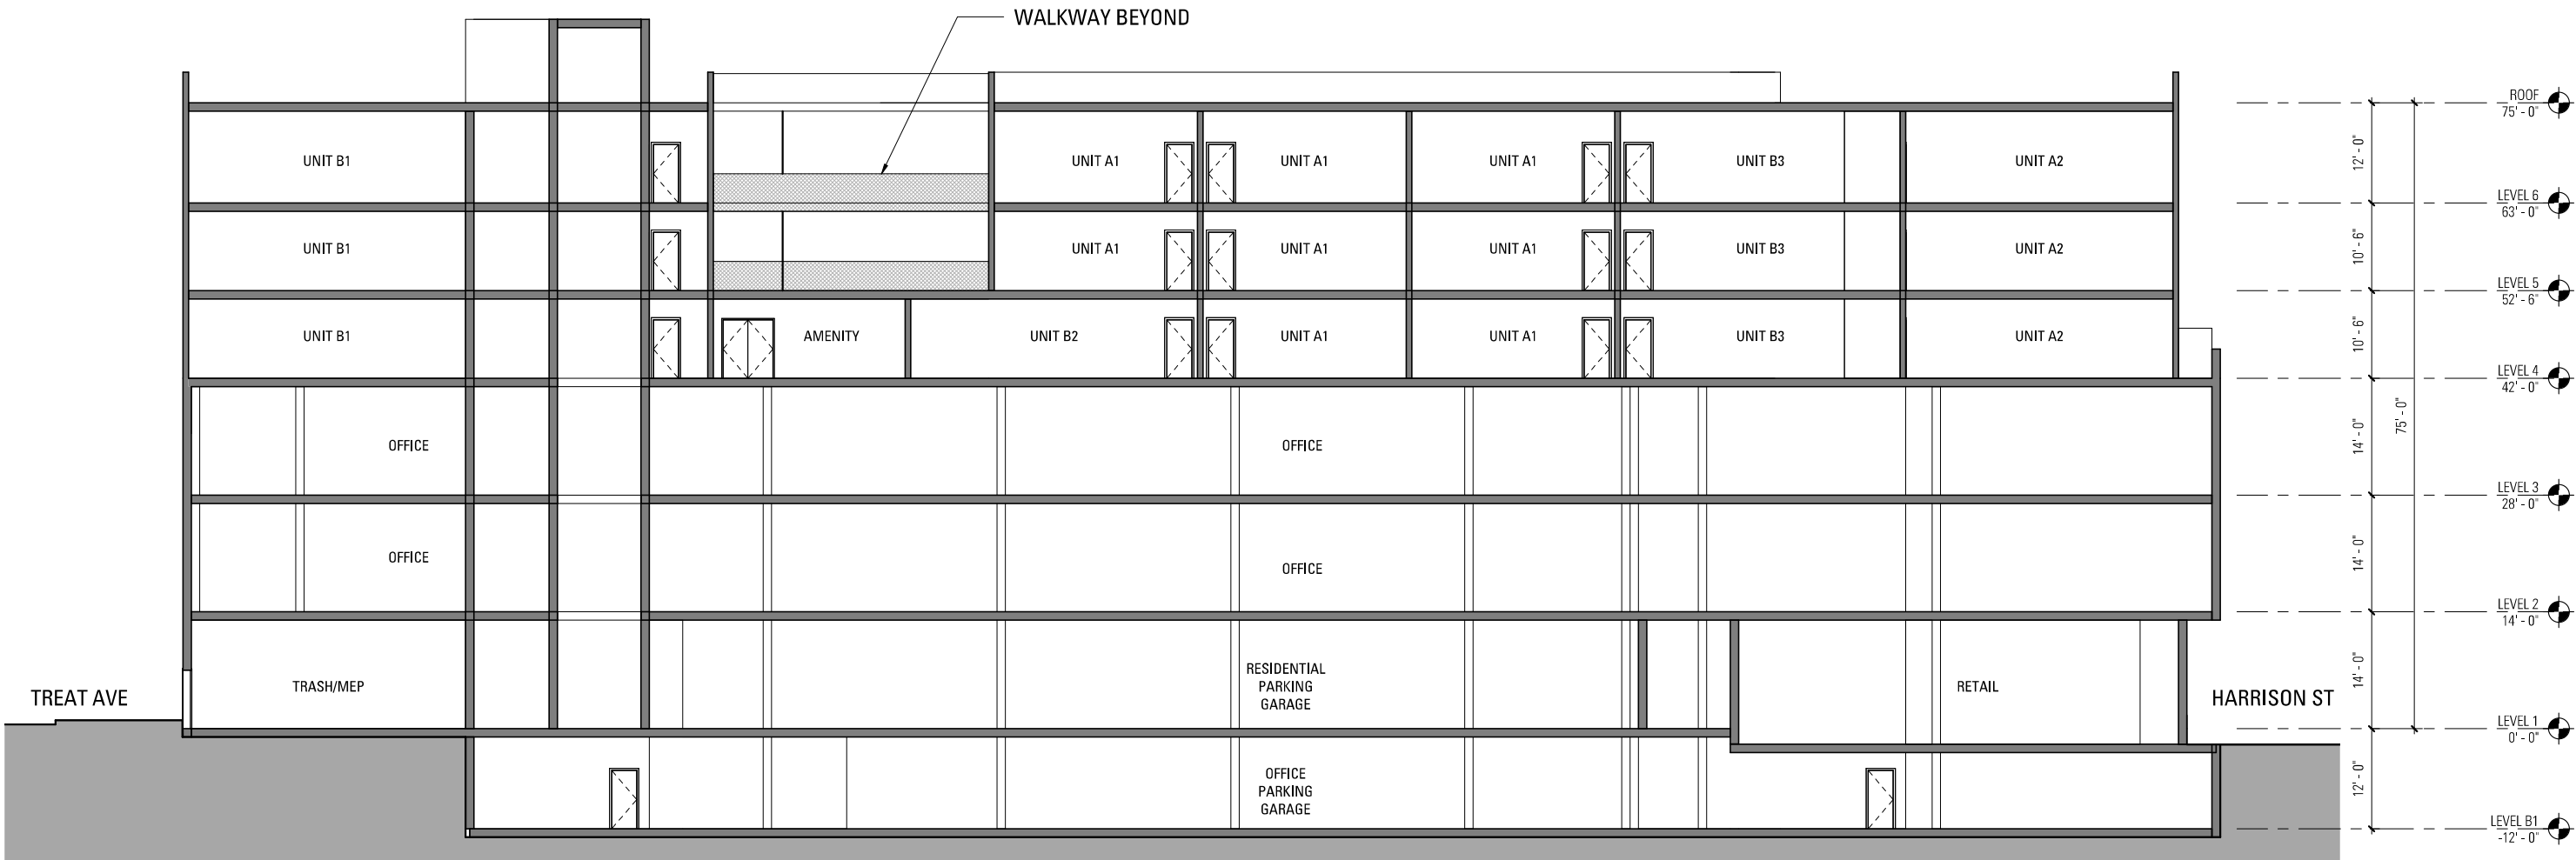 WALKWAY BEYOND
ROOF
75' - 0"
12' - 0"
UNIT B1
UNIT A1
UNIT A1
UNIT A1
UNIT B3
UNIT A2
LEVEL 6
63' - 0"
10' - 6"
UNIT B1
UNIT A1
UNIT A1
UNIT A1
UNIT B3
UNIT A2
LEVEL 5
52' - 6"
10' - 6"
UNIT B1
AMENITY
UNIT B2
UNIT A1
UNIT A1
UNIT B3
UNIT A2
LEVEL 4
42' - 0"
75' - 0"
14' - 0"
OFFICE
OFFICE
LEVEL 3
28' - 0"
14' - 0"
OFFICE
OFFICE
LEVEL 2
14' - 0"
14' - 0"
TREAT AVE
TRASH/MEP
RESIDENTIAL
PARKING
GARAGE
RETAIL
HARRISON ST
LEVEL 1
0' - 0"
12' - 0"
OFFICE
PARKING
GARAGE
LEVEL B1
-12' - 0"